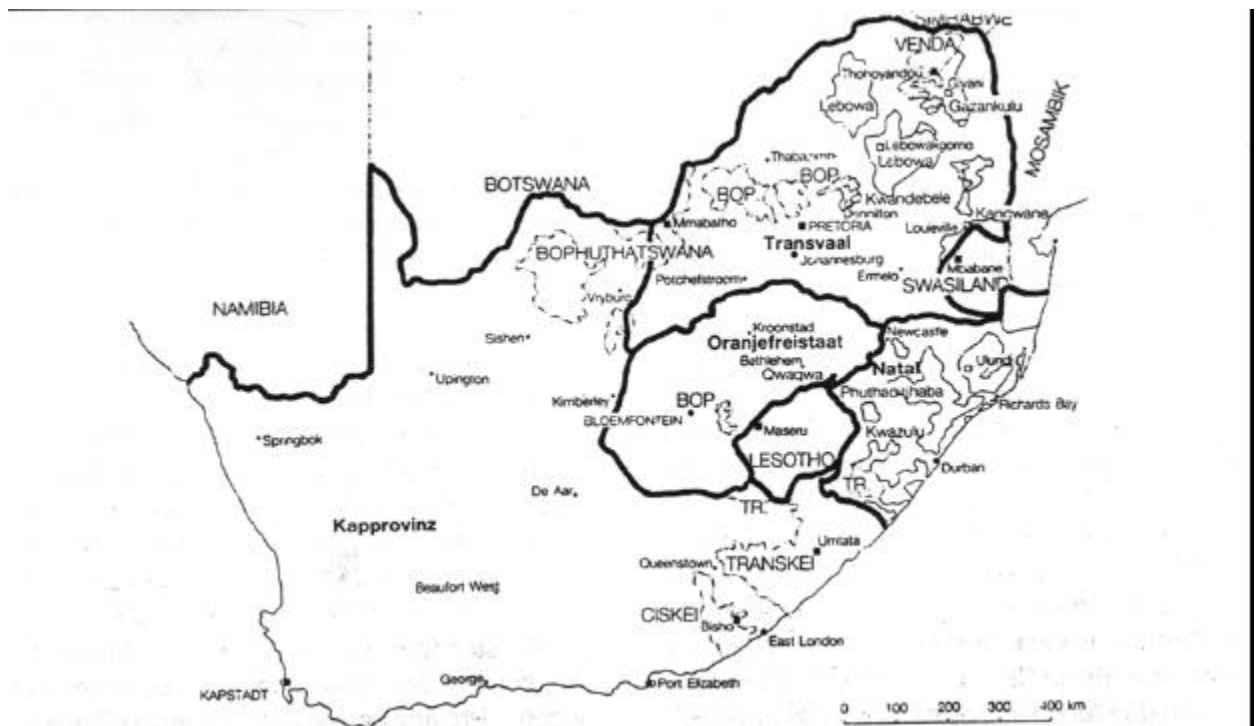 SIMBABWE
VENDA
Thohoyandou
Giyani
Lebowa
Gazankulu
MOSAMBIK
Lebowakgomo
Lebowa
BOTSWANA
BOP
BOP
Kwandebele
Kangwane
Mmabatho
PRETORIA
Louieville
BOPHUTHATSWANA
Transvaal
Johannesburg
Mbabane
Potchefstroom
Ermelo
SWASILAND
Vryburg
NAMIBIA
Kroonstad
Newcastle
Sishen
Oranjefreistaat
Bethlehem
Natal
Ulundi
Qwaqwa
Upington
Phuthaditjhaba
Kimberley
BOP
Richards Bay
BLOEMFONTEIN
Maseru
Kwazulu
Springbok
LESOTHO
Durban
De Aar
TR.
TR.
Kapprovinz
Umtata
Queenstown
TRANSKEI
Beaufort West
CISKEI
Bisho
East London
George
Port Elizabeth
KAPSTADT
0 100 200 300 400 km